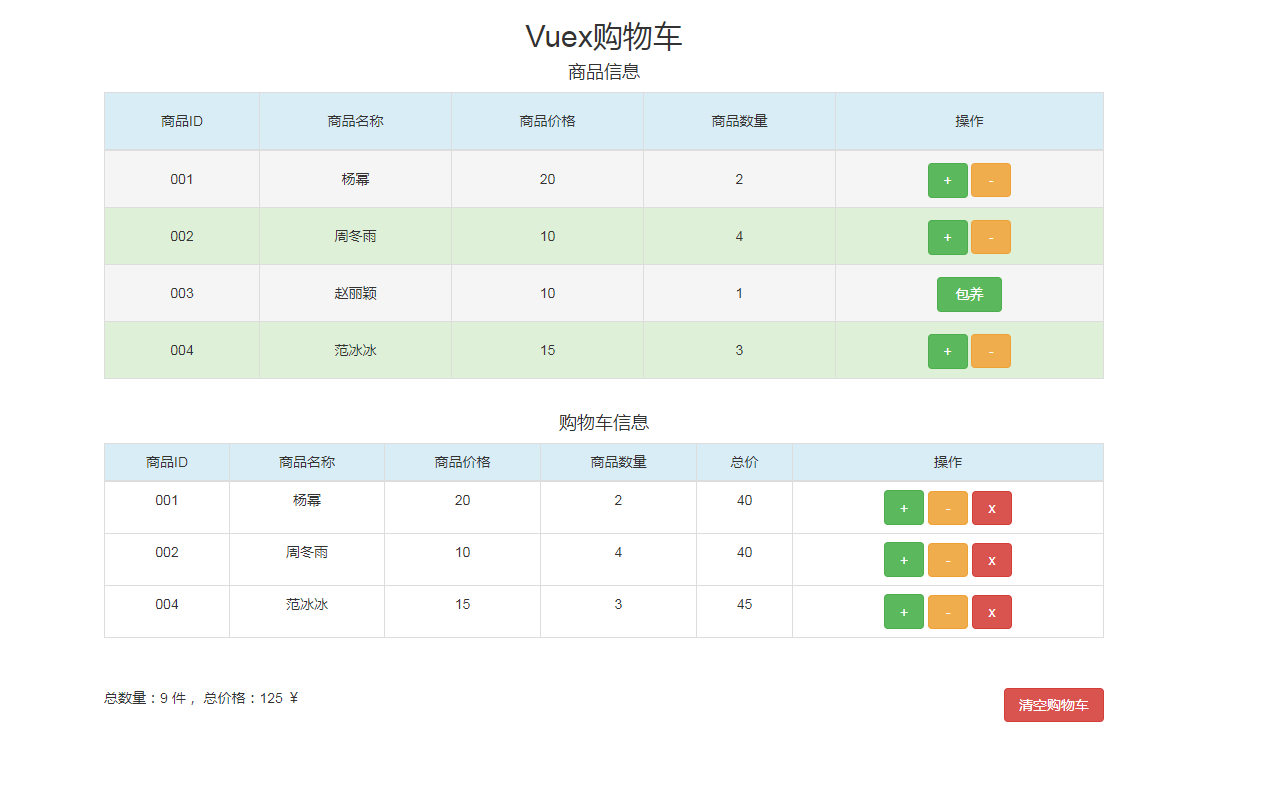 Vuex购物车
商品信息
商品ID 商品名称 商品价格 商品数量 操作
001 杨幂 20 2 + -
002 周冬雨 10 4 + -
003 赵丽颖 10 1 包养
004 范冰冰 15 3 + -
购物车信息
商品ID 商品名称 商品价格 商品数量 总价 操作
001 杨幂 20 2 40 + - x
002 周冬雨 10 4 40 + - x
004 范冰冰 15 3 45 + - x
总数量：9 件 ，总价格：125 ￥ 清空购物车